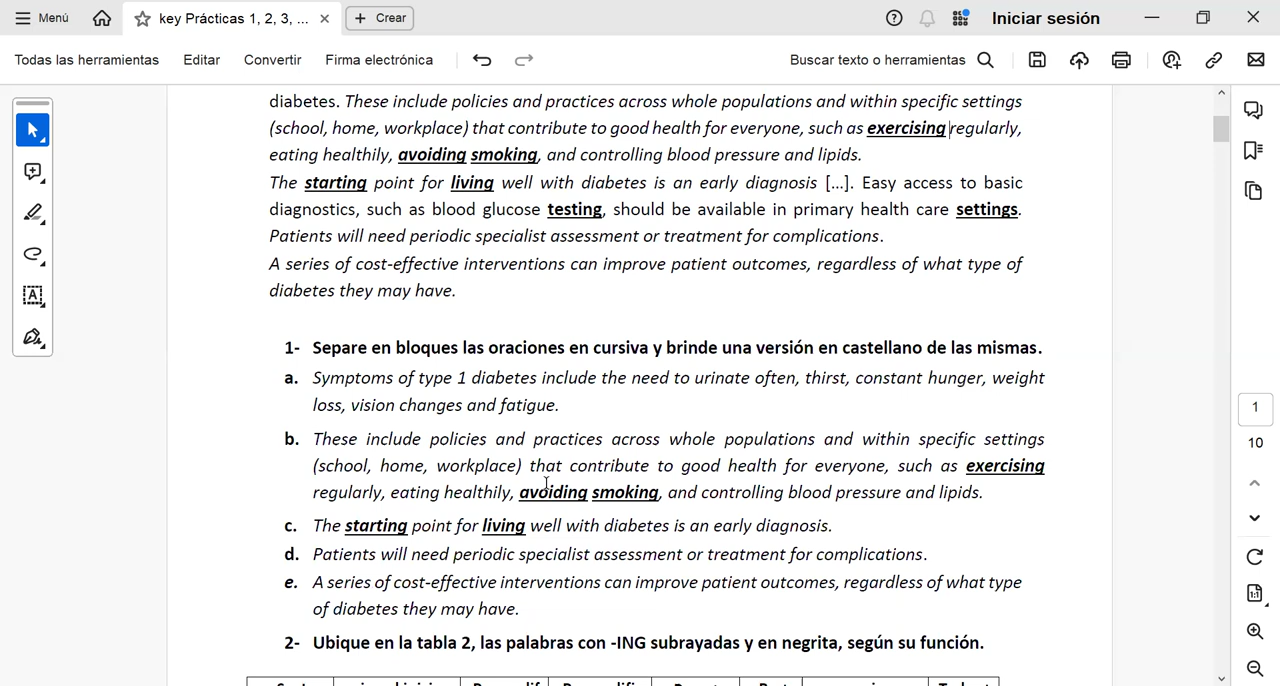 Menú
key Prácticas 1, 2, 3, ...
Crear
Iniciar sesión
Todas las herramientas
Editar
Convertir
Firma electrónica
Buscar texto o herramientas
diabetes. These include policies and practices across whole populations and within specific settings
(school, home, workplace) that contribute to good health for everyone, such as exercising regularly,
eating healthily, avoiding smoking, and controlling blood pressure and lipids.
The starting point for living well with diabetes is an early diagnosis [...]. Easy access to basic
diagnostics, such as blood glucose testing, should be available in primary health care settings.
Patients will need periodic specialist assessment or treatment for complications.
A series of cost-effective interventions can improve patient outcomes, regardless of what type of
diabetes they may have.
1- Separe en bloques las oraciones en cursiva y brinde una versión en castellano de las mismas.
a. Symptoms of type 1 diabetes include the need to urinate often, thirst, constant hunger, weight
loss, vision changes and fatigue.
b. These include policies and practices across whole populations and within specific settings
(school, home, workplace) that contribute to good health for everyone, such as exercising
regularly, eating healthily, avoiding smoking, and controlling blood pressure and lipids.
c. The starting point for living well with diabetes is an early diagnosis.
d. Patients will need periodic specialist assessment or treatment for complications.
e. A series of cost-effective interventions can improve patient outcomes, regardless of what type
of diabetes they may have.
2- Ubique en la tabla 2, las palabras con -ING subrayadas y en negrita, según su función.
1
10
1:1